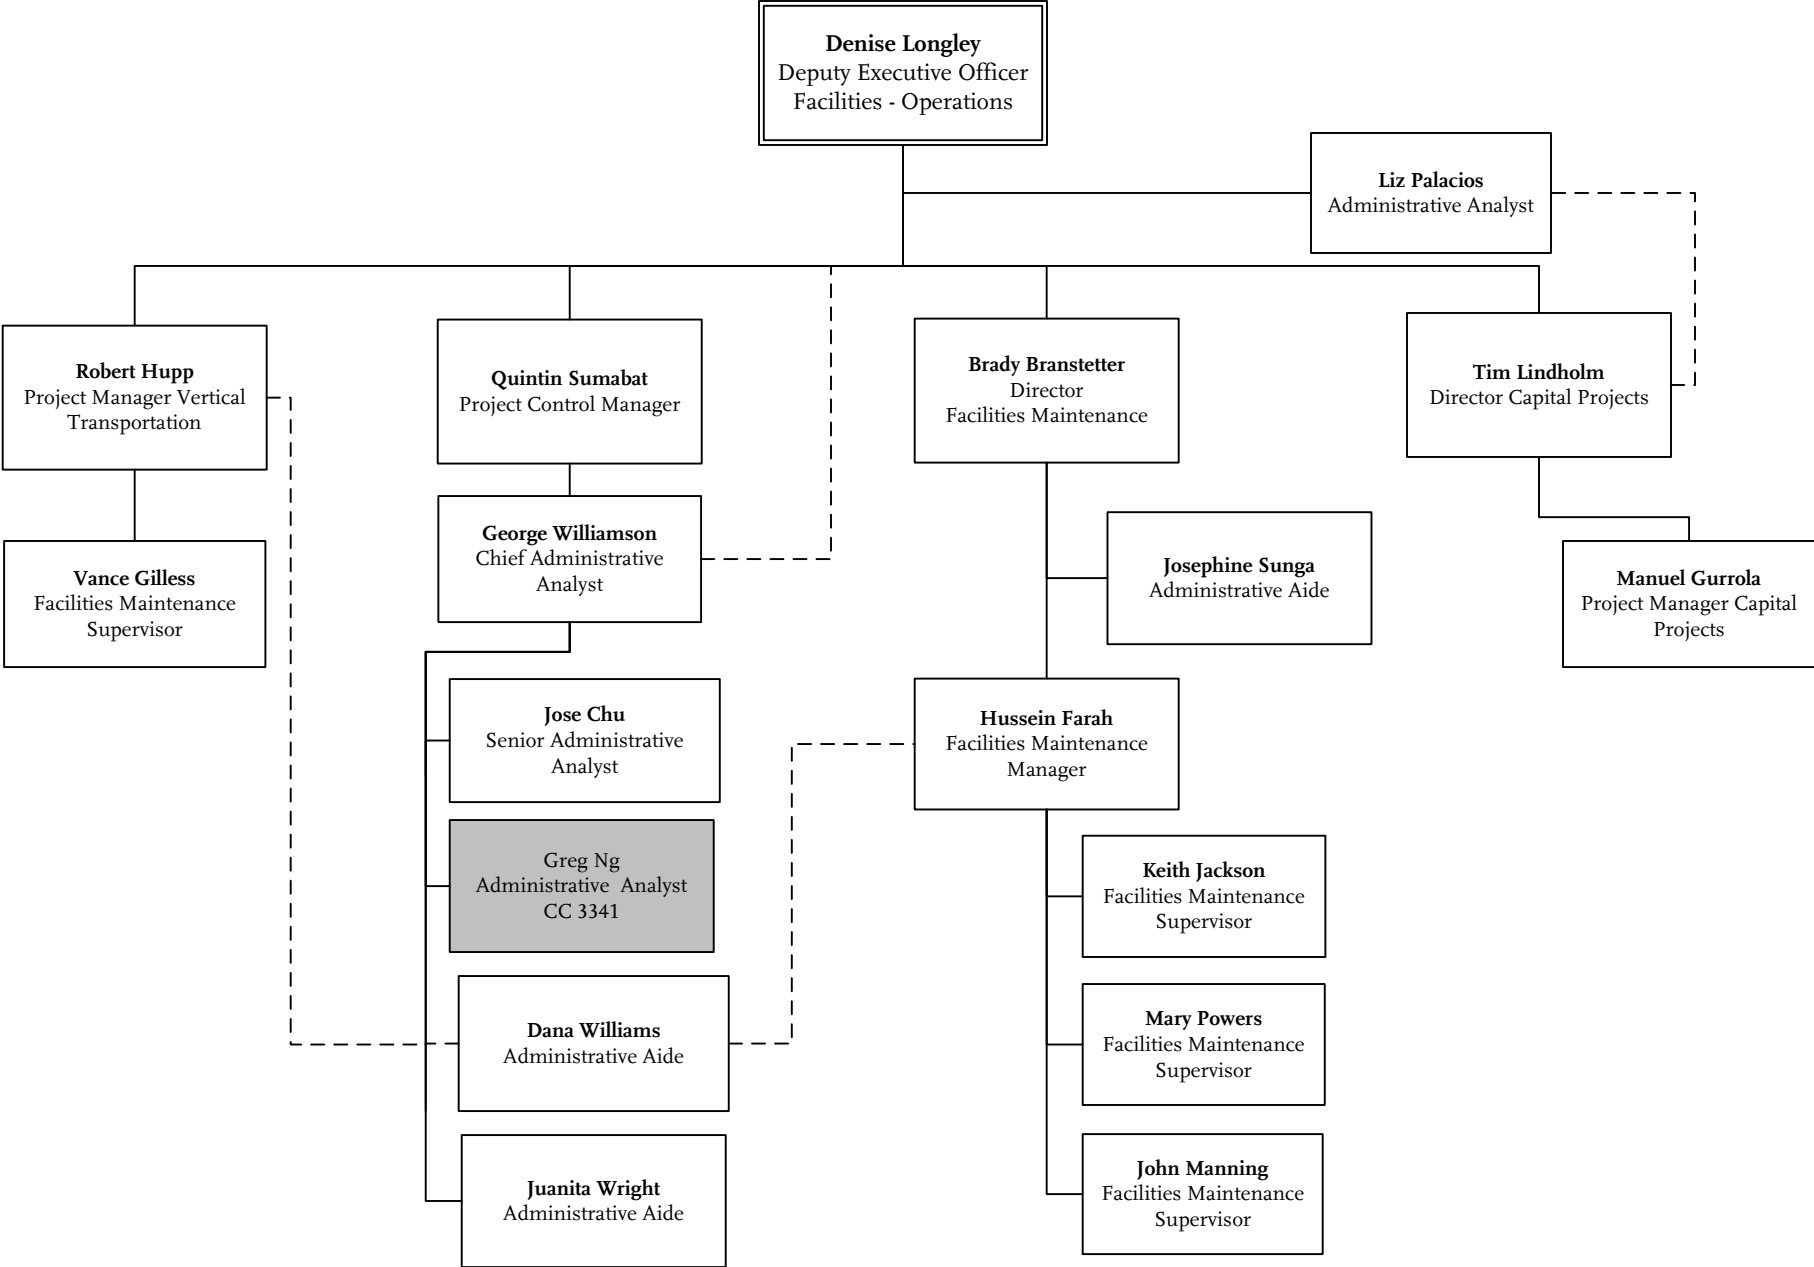 Denise Longley
Deputy Executive Officer
Facilities - Operations
Liz Palacios
Administrative Analyst
Robert Hupp
Project Manager Vertical
Transportation
Quintin Sumabat
Project Control Manager
Brady Branstetter
Director
Facilities Maintenance
Tim Lindholm
Director Capital Projects
George Williamson
Chief Administrative
Analyst
Josephine Sunga
Administrative Aide
Vance Gilless
Facilities Maintenance
Supervisor
Manuel Gurrola
Project Manager Capital
Projects
Jose Chu
Senior Administrative
Analyst
Hussein Farah
Facilities Maintenance
Manager
Greg Ng
Administrative  Analyst
CC 3341
Keith Jackson
Facilities Maintenance
Supervisor
Dana Williams
Administrative Aide
Mary Powers
Facilities Maintenance
Supervisor
Juanita Wright
Administrative Aide
John Manning
Facilities Maintenance
Supervisor